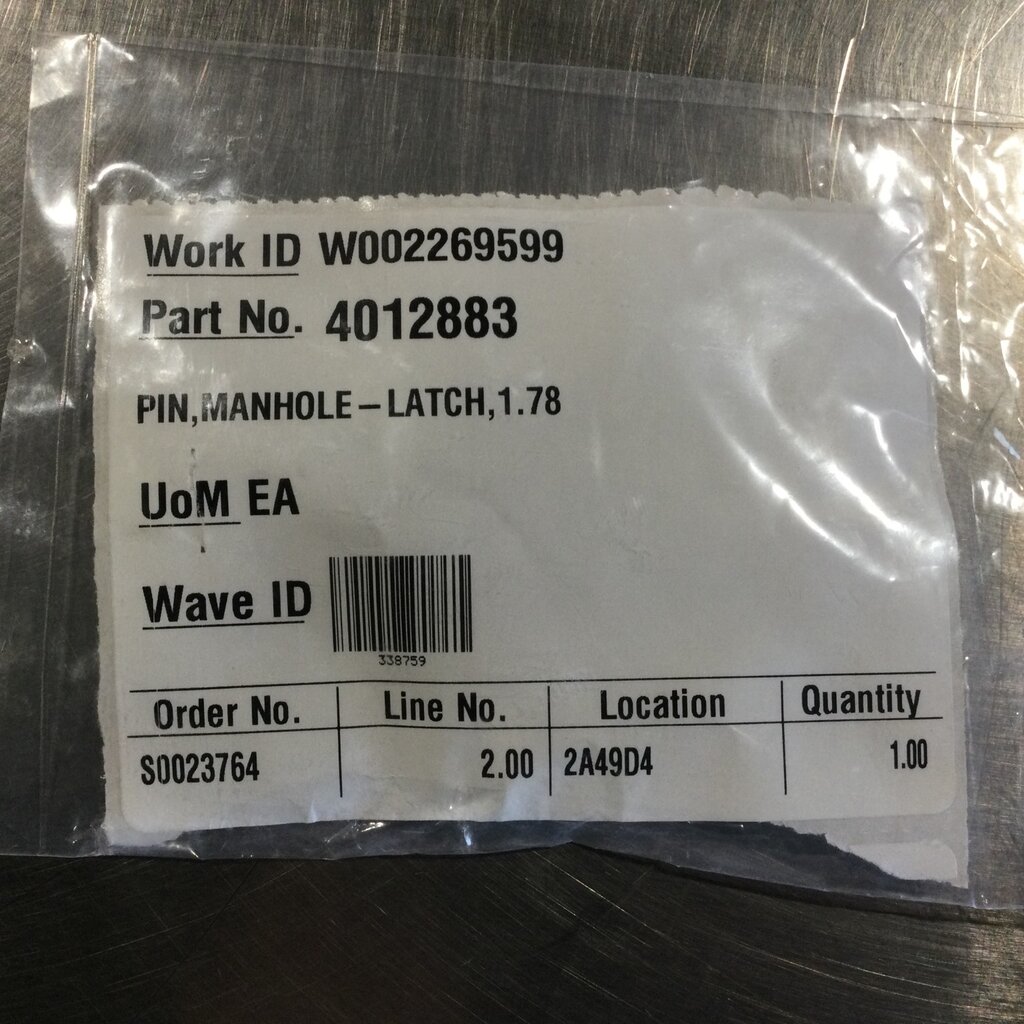 Work ID W002269599
Part No. 4012883
PIN,MANHOLE-LATCH,1.78
UoM EA
Wave ID
338759
Order No. Line No. Location Quantity
S0023764 2.00 2A49D4 1.00